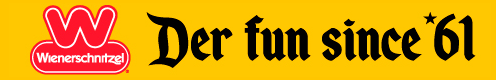 Wienerschnitzel
Der fun since *61